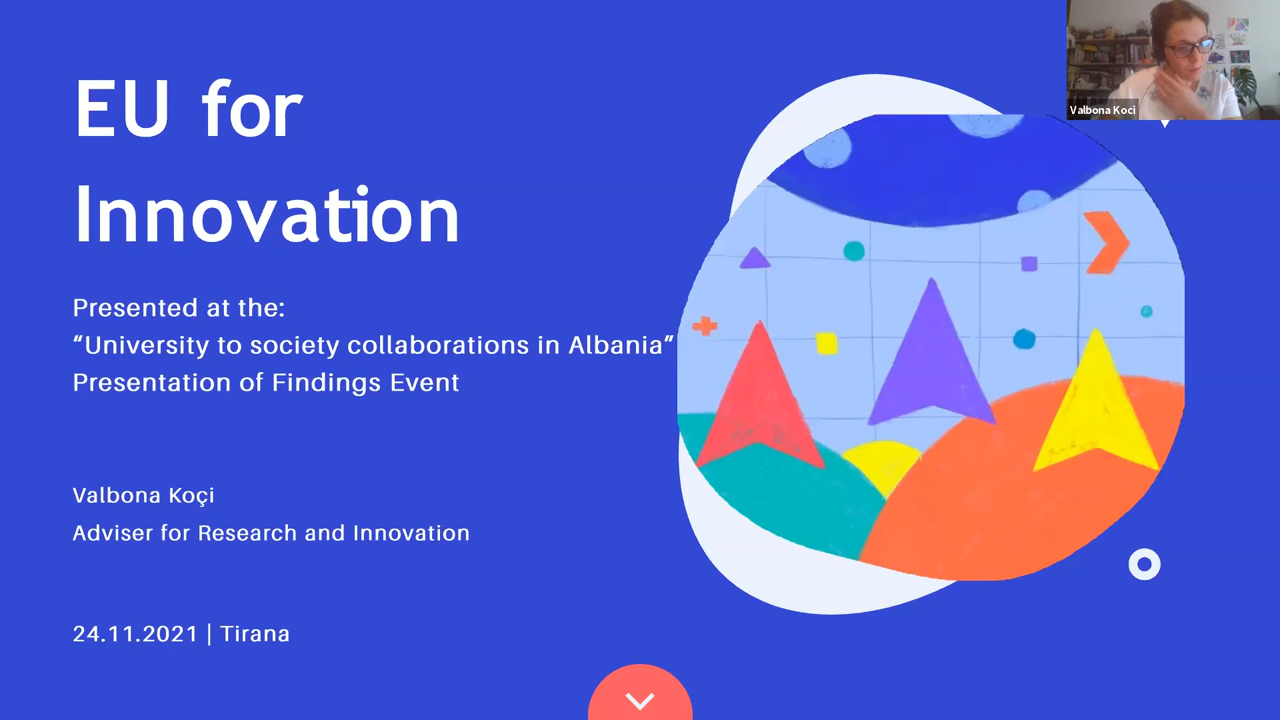 EU for
Innovation
Presented at the:
“University to society collaborations in Albania”
Presentation of Findings Event
Valbona Koçi
Adviser for Research and Innovation
24.11.2021 | Tirana
Valbona Koci